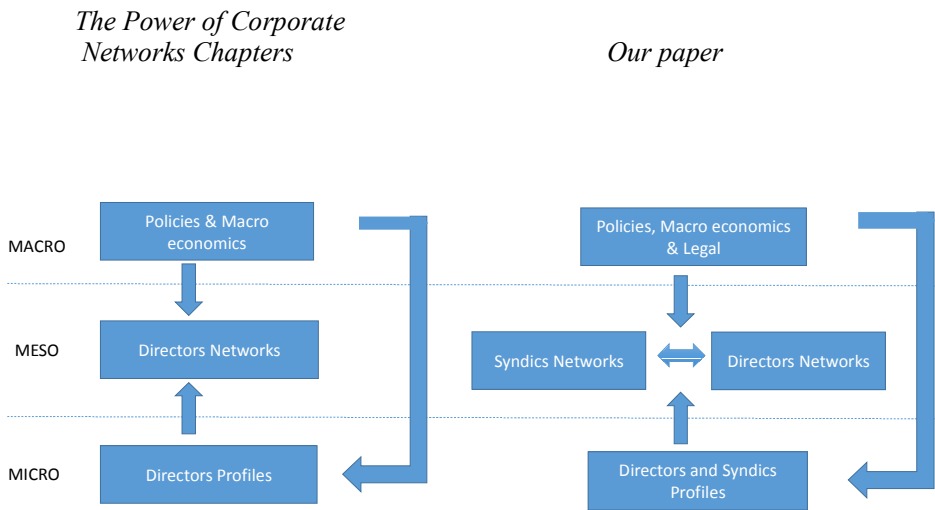 The Power of Corporate
Networks Chapters
Our paper
MACRO
Policies & Macro
economics
Policies, Macro economics
& Legal
MESO
Directors Networks
Syndics Networks
Directors Networks
MICRO
Directors Profiles
Directors and Syndics
Profiles